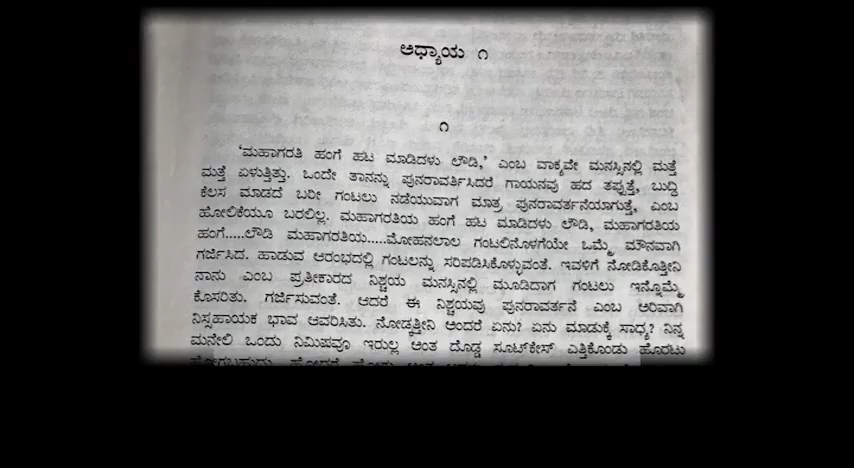 ಅಧ್ಯಾಯ ೧
೧
‘ಮಹಾಗರತಿ ಹಂಗೆ ಹಟ ಮಾಡಿದಳು ಲೌಡಿ,’ ಎಂಬ ವಾಕ್ಯವೇ ಮನಸ್ಸಿನಲ್ಲಿ ಮತ್ತೆ
ಮತ್ತೆ ಏಳುತ್ತಿತ್ತು. ಒಂದೇ ತಾನನ್ನು ಪುನರಾವರ್ತಿಸಿದರೆ ಗಾಯನವು ಹದ ತಪ್ಪುತ್ತೆ, ಬುದ್ಧಿ
ಕೆಲಸ ಮಾಡದೆ ಬರೀ ಗಂಟಲು ನಡೆಯುವಾಗ ಮಾತ್ರ ಪುನರಾವರ್ತನೆಯಾಗುತ್ತೆ, ಎಂಬ
ಹೋಲಿಕೆಯೂ ಬರಲಿಲ್ಲ. ಮಹಾಗರತಿಯ ಹಂಗೆ ಹಟ ಮಾಡಿದಳು ಲೌಡಿ, ಮಹಾಗರತಿಯ
ಹಂಗೆ.....ಲೌಡಿ ಮಹಾಗರತಿಯ.....ಮೋಹನಲಾಲ ಗಂಟಲಿನೊಳಗೆಯೇ ಒಮ್ಮೆ ಮೌನವಾಗಿ
ಗರ್ಜಿಸಿದ. ಹಾಡುವ ಆರಂಭದಲ್ಲಿ ಗಂಟಲನ್ನು ಸರಿಪಡಿಸಿಕೊಳ್ಳುವಂತೆ. ಇವಳಿಗೆ ನೋಡಿಕೊತ್ತೀನಿ
ನಾನು ಎಂಬ ಪ್ರತೀಕಾರದ ನಿಶ್ಚಯ ಮನಸ್ಸಿನಲ್ಲಿ ಮೂಡಿದಾಗ ಗಂಟಲು ಇನ್ನೊಮ್ಮೆ
ಕೊಸರಿತು. ಗರ್ಜಿಸುವಂತೆ. ಆದರೆ ಈ ನಿಶ್ಚಯವು ಪುನರಾವರ್ತನೆ ಎಂಬ ಅರಿವಾಗಿ
ನಿಸ್ಸಹಾಯಕ ಭಾವ ಆವರಿಸಿತು. ನೋಡ್ಕತ್ತೀನಿ ಅಂದರೆ ಏನು? ಏನು ಮಾಡುಕ್ಕೆ ಸಾಧ್ಯ? ನಿನ್ನ
ಮನೇಲಿ ಒಂದು ನಿಮಿಷವೂ ಇರುಲ್ಲ ಅಂತ ದೊಡ್ಡ ಸೂಟ್‌ಕೇಸ್ ಎತ್ತಿಕೊಂಡು ಹೊರಟು